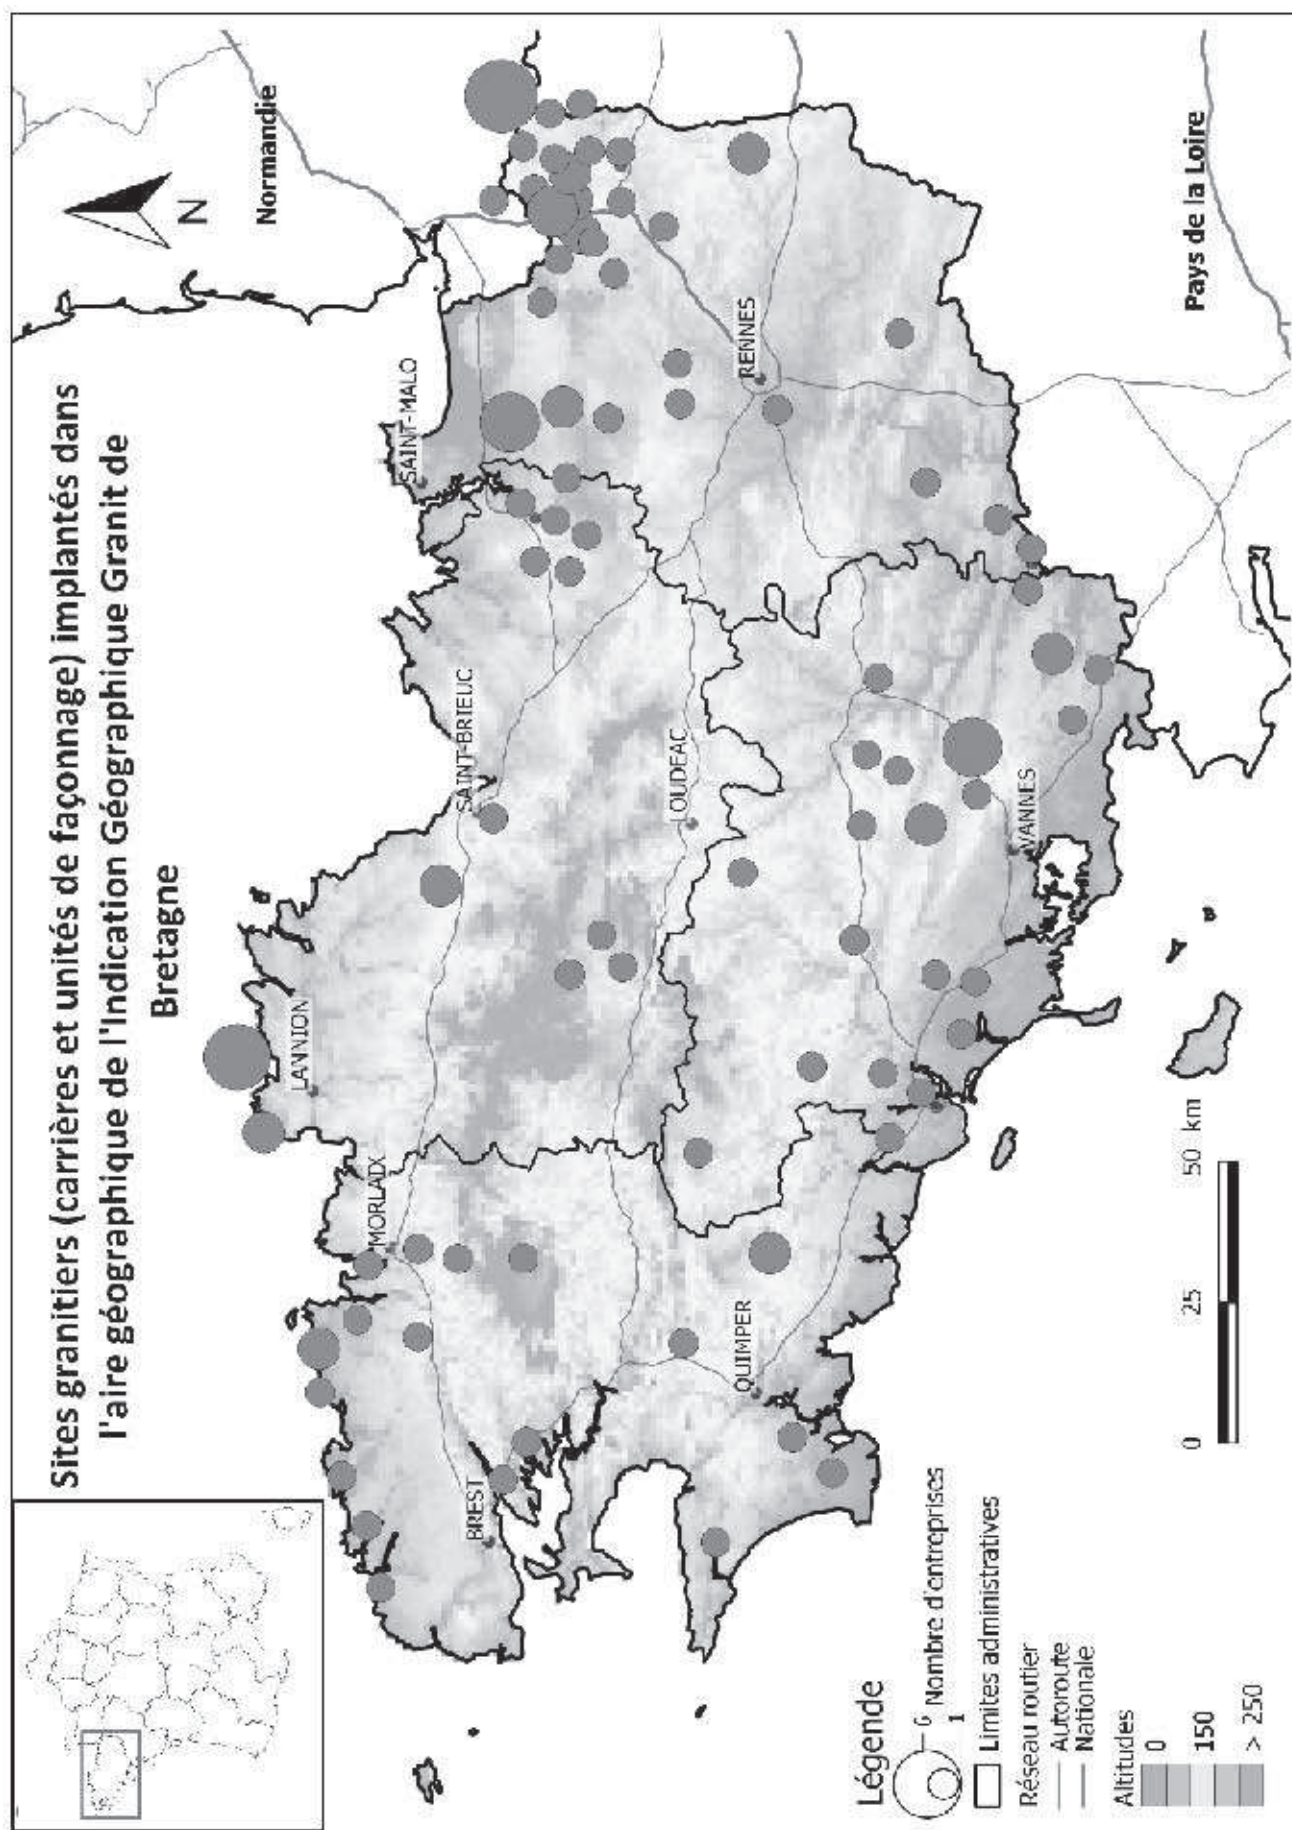 Sites granitiers (carrières et unités de façonnage) implantés dans
l'aire géographique de l'Indication Géographique Granit de
Bretagne
N
Normandie
SAINT-MALO
LANNION
SAINT-BRIEUC
MORLAIX
BREST
LOUDEAC
RENNES
QUIMPER
VANNES
Pays de la Loire
Légende
6
1
Nombre d'entreprises
Limites administratives
Réseau routier
Autoroute
Nationale
Altitudes
0
150
> 250
0 25 50 km